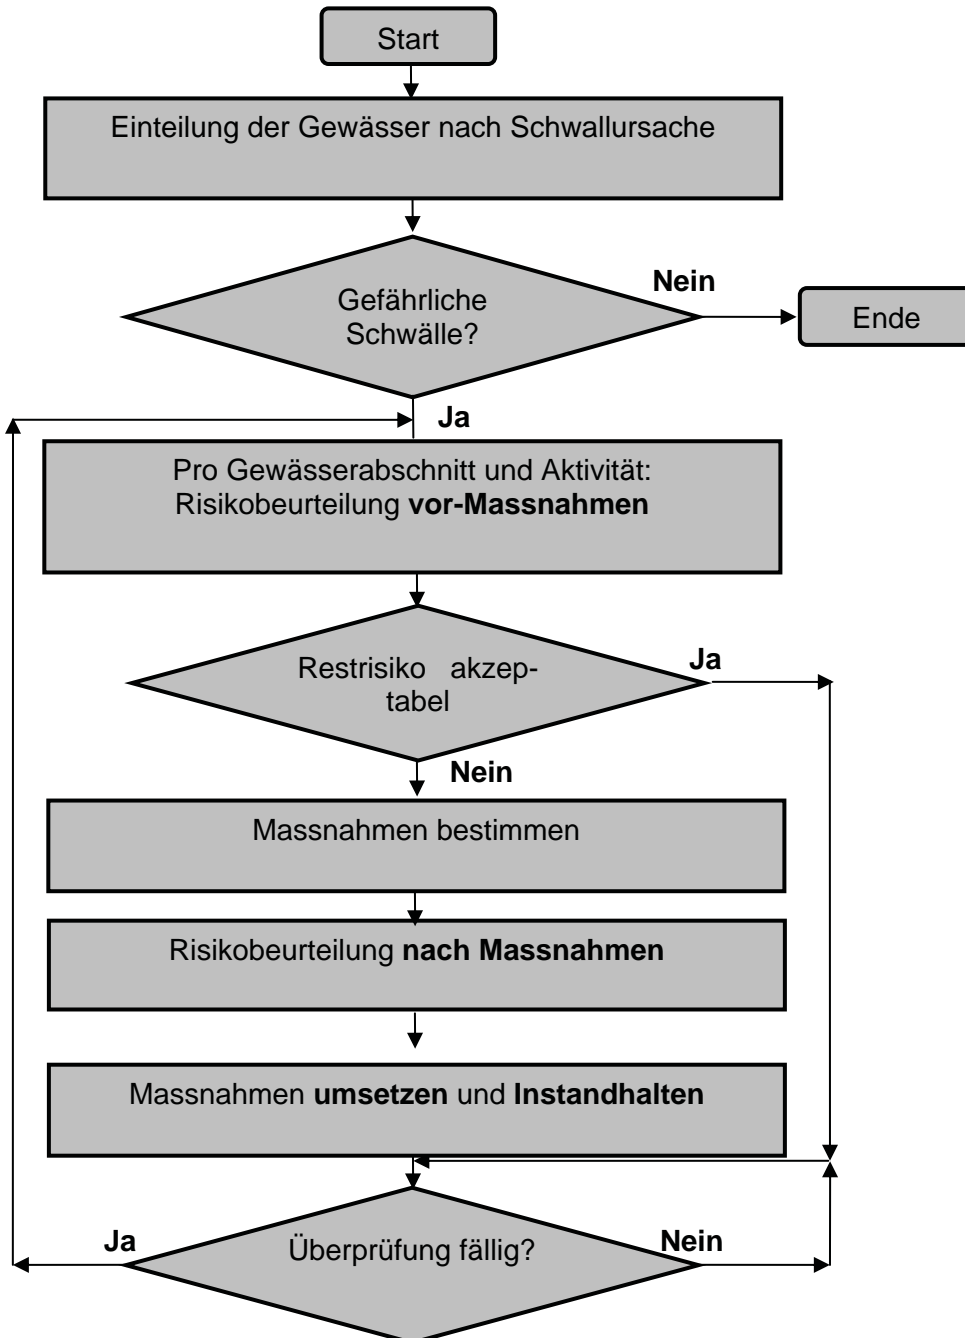 Start
Einteilung der Gewässer nach Schwallursache
Gefährliche
Schwälle?
Nein
Ende
Ja
Pro Gewässerabschnitt und Aktivität:
Risikobeurteilung vor-Massnahmen
Restrisiko akzep-
tabel
Ja
Nein
Massnahmen bestimmen
Risikobeurteilung nach Massnahmen
Massnahmen umsetzen und Instandhalten
Ja
Überprüfung fällig?
Nein